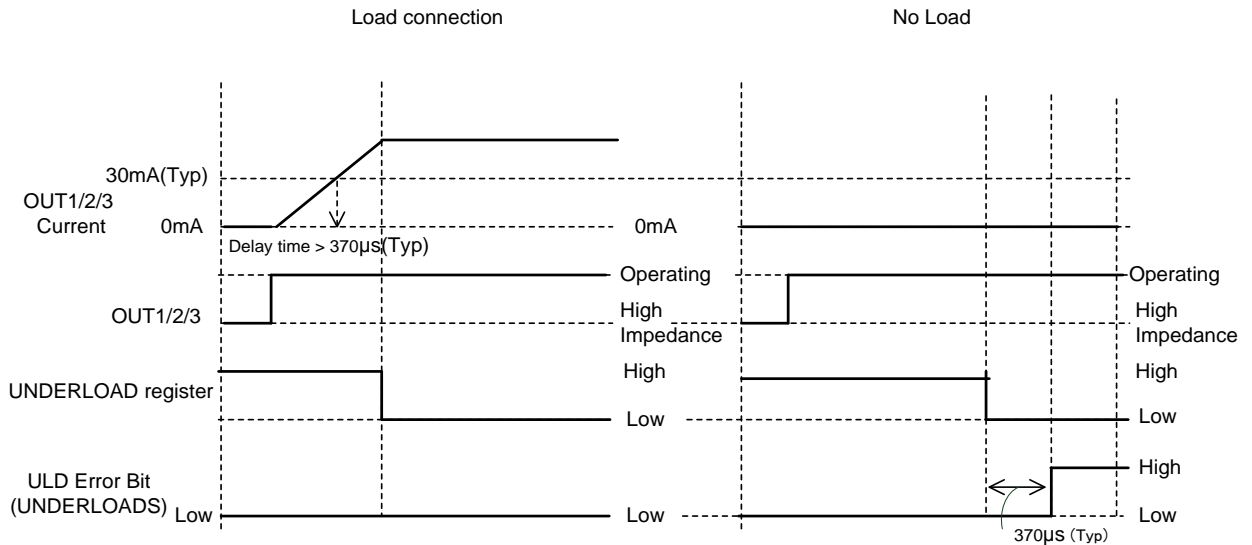 Load connection
No Load
30mA(Typ)
OUT1/2/3
Current
0mA
Delay time > 370µs(Typ)
0mA
Operating
Operating
OUT1/2/3
High
Impedance
High
Impedance
UNDERLOAD register
High
Low
High
Low
ULD Error Bit
(UNDERLOADS)
Low
Low
High
Low
370µs (Typ)